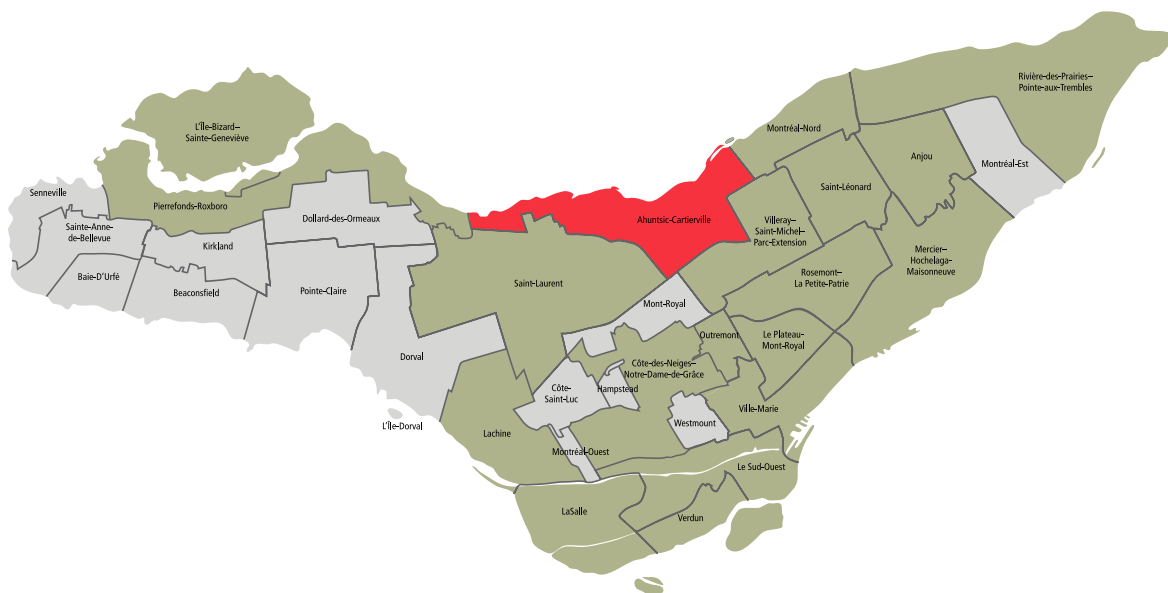 Rivière-des-Prairies–
Pointe-aux-Trembles
L'Île-Bizard–
Sainte-Geneviève
Montréal-Nord
Anjou
Montréal-Est
Saint-Léonard
Senneville
Pierrefonds-Roxboro
Dollard-des-Ormeaux
Ahuntsic-Cartierville
Villeray–
Saint-Michel–
Parc-Extension
Sainte-Anne-
de-Bellevue
Kirkland
Mercier–
Hochelaga-
Maisonneuve
Baie-D'Urfé
Beaconsfield
Pointe-Claire
Saint-Laurent
Rosemont–
La Petite-Patrie
Mont-Royal
Outremont
Le Plateau-
Mont-Royal
Dorval
Côte-des-Neiges–
Notre-Dame-de-Grâce
Côte-
Saint-Luc
Hampstead
Ville-Marie
Westmount
L'Île-Dorval
Lachine
Montréal-Ouest
Le Sud-Ouest
LaSalle
Verdun